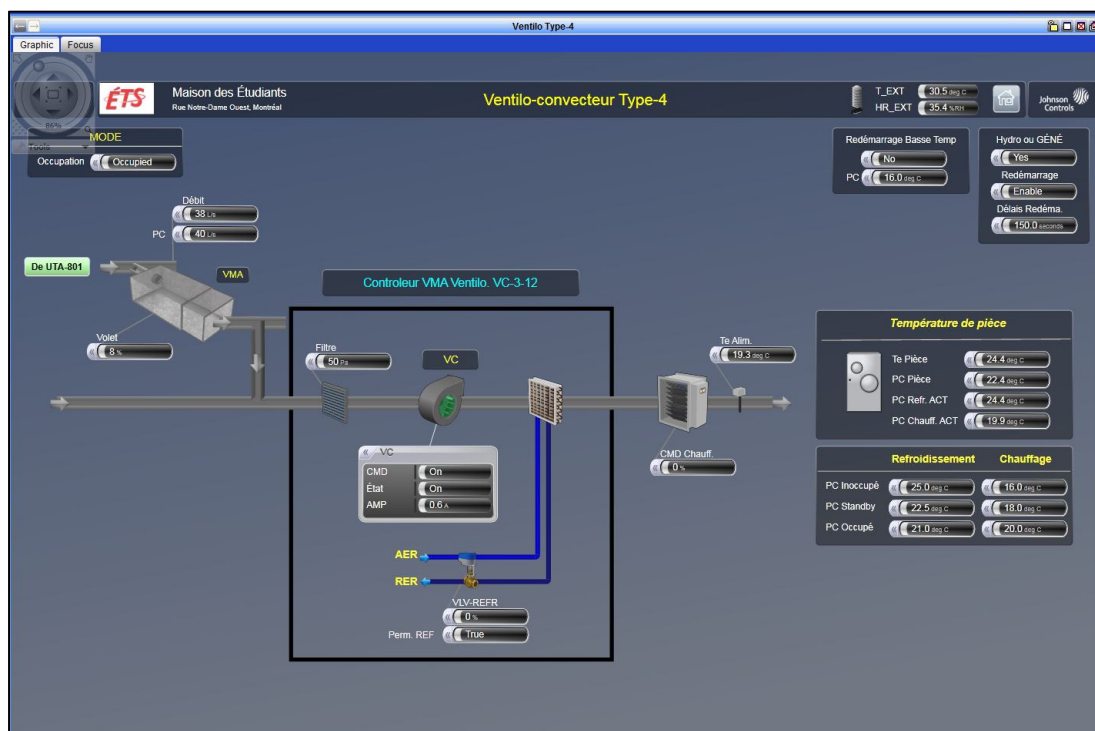 Ventilo Type-4
Graphic Focus
86%
Tools
ÉTS
Maison des Étudiants
Rue Notre-Dame Ouest, Montréal
Ventilo-convecteur Type-4
T_EXT 30.5 deg C
HR_EXT 35.4 %RH
Johnson
Controls
MODE
Occupation Occupied
Redémarrage Basse Temp
No
PC 16.0 deg C
Hydro ou GÉNÉ
Yes
Redémarrage
Enable
Délais Redéma.
150.0 seconds
Débit
38 L/s
PC 40 L/s
De UTA-801
VMA
Volet
8 %
Controleur VMA Ventilo. VC-3-12
Filtre
50 Pa
VC
Te Alim.
19.3 deg C
VC
CMD On
État On
AMP 0.6 A
CMD Chauff.
0 %
AER
RER
VLV-REFR
0 %
Perm. REF True
Température de pièce
Te Pièce 24.4 deg C
PC Pièce 22.4 deg C
PC Refr. ACT 24.4 deg C
PC Chauff. ACT 19.9 deg C
Refroidissement Chauffage
PC Inoccupé 25.0 deg C 16.0 deg C
PC Standby 22.5 deg C 18.0 deg C
PC Occupé 21.0 deg C 20.0 deg C